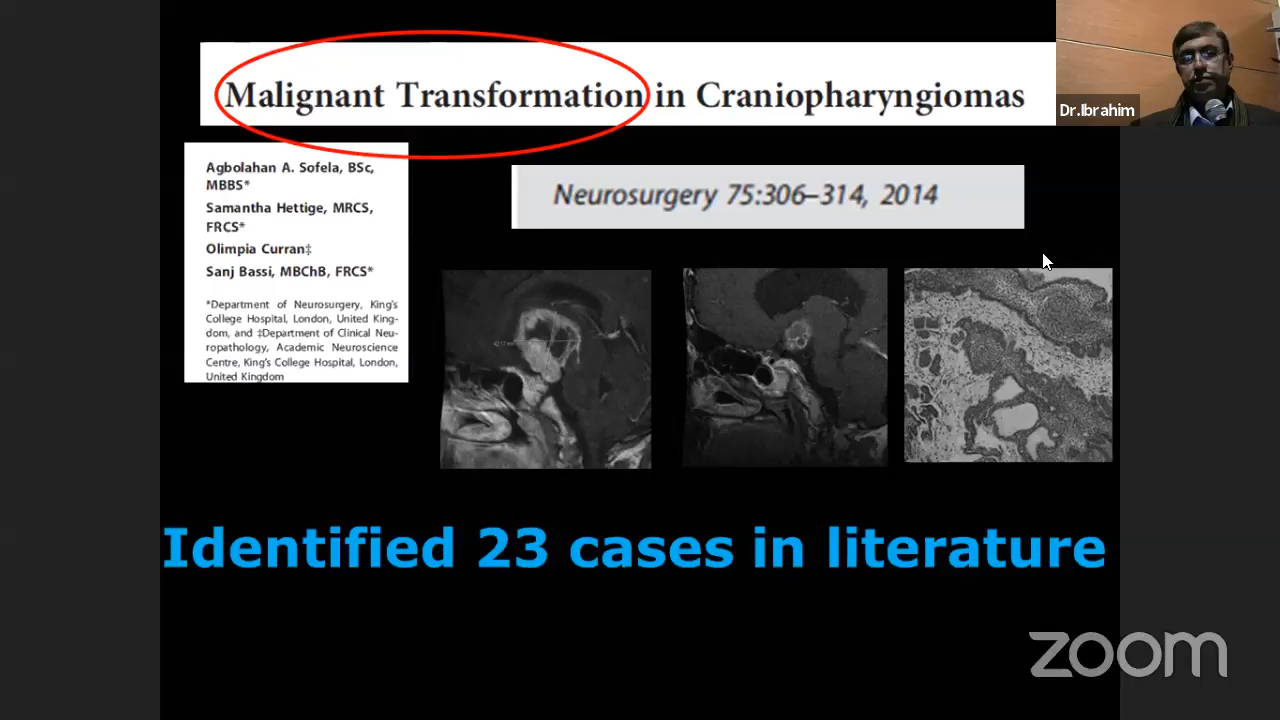 Malignant Transformation in Craniopharyngiomas
Dr.Ibrahim
Agbolahan A. Sofela, BSc,
MBBS*
Samantha Hettige, MRCS,
FRCS*
Olimpia Curran‡
Sanj Bassi, MBChB, FRCS*
*Department of Neurosurgery, King's
College Hospital, London, United King-
dom, and ‡Department of Clinical Neu-
ropathology, Academic Neuroscience
Centre, King's College Hospital, London,
United Kingdom
Neurosurgery 75:306–314, 2014
Identified 23 cases in literature
zoom